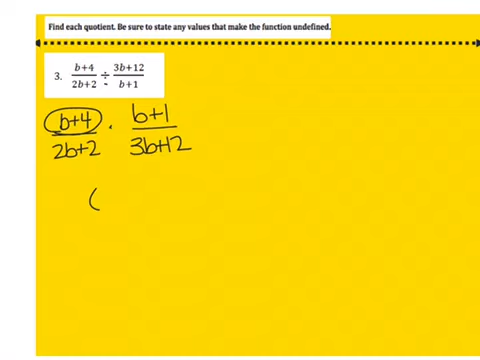 Find each quotient. Be sure to state any values that make the function undefined.
3. b+4/2b+2 ÷ 3b+12/b+1
b+4/2b+2 · b+1/3b+12
(